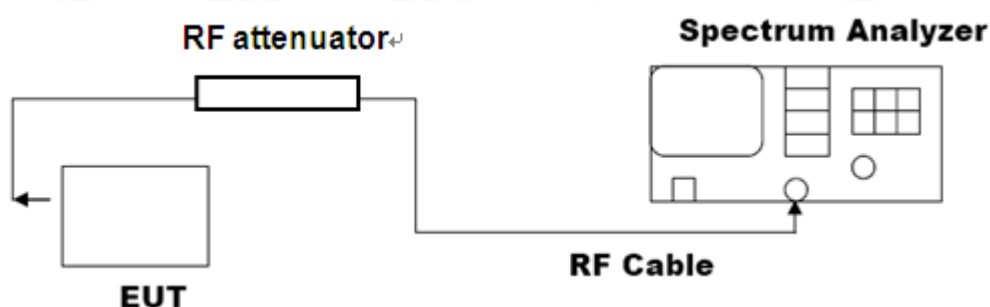 RF attenuator↵
Spectrum Analyzer
RF Cable
EUT